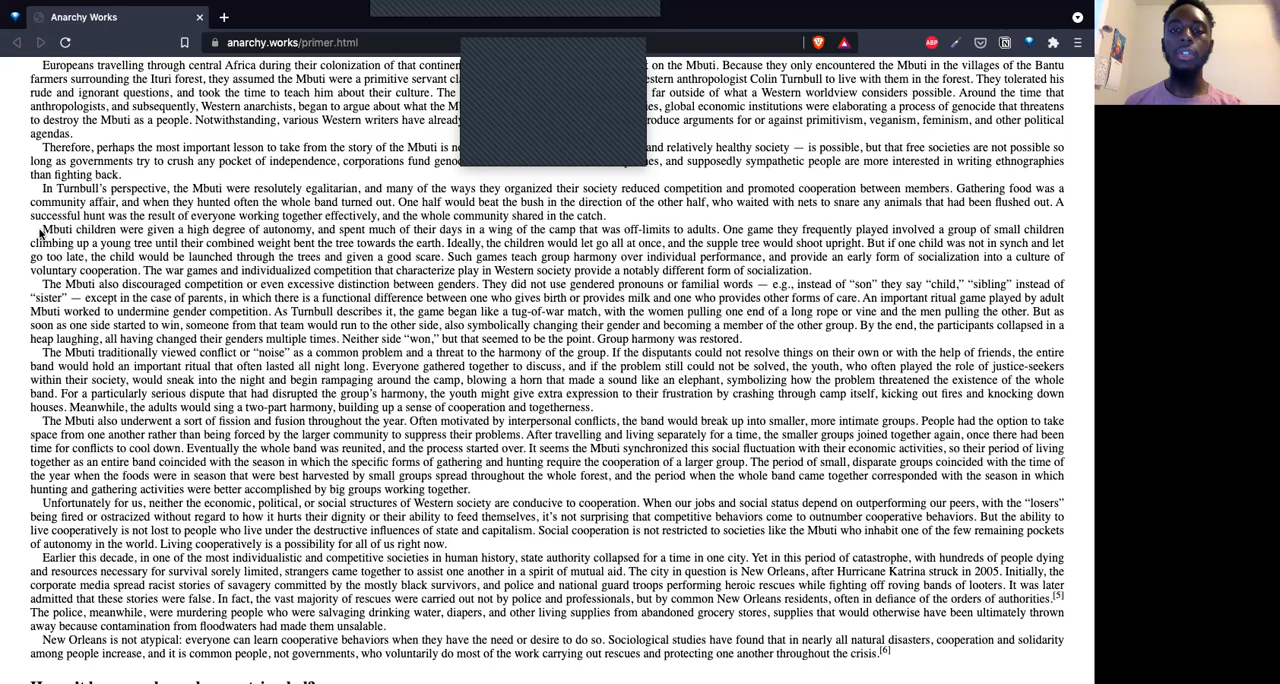 Anarchy Works
anarchy.works/primer.html
ABP
Europeans travelling through central Africa during their colonization of that continen on the Mbuti. Because they only encountered the Mbuti in the villages of the Bantu
farmers surrounding the Ituri forest, they assumed the Mbuti were a primitive servant cl estern anthropologist Colin Turnbull to live with them in the forest. They tolerated his
rude and ignorant questions, and took the time to teach him about their culture. The far outside of what a Western worldview considers possible. Around the time that
anthropologists, and subsequently, Western anarchists, began to argue about what the M es, global economic institutions were elaborating a process of genocide that threatens
to destroy the Mbuti as a people. Notwithstanding, various Western writers have already roduce arguments for or against primitivism, veganism, feminism, and other political
agendas.
Therefore, perhaps the most important lesson to take from the story of the Mbuti is n and relatively healthy society — is possible, but that free societies are not possible so
long as governments try to crush any pocket of independence, corporations fund geno es, and supposedly sympathetic people are more interested in writing ethnographies
than fighting back.
In Turnbull’s perspective, the Mbuti were resolutely egalitarian, and many of the ways they organized their society reduced competition and promoted cooperation between members. Gathering food was a
community affair, and when they hunted often the whole band turned out. One half would beat the bush in the direction of the other half, who waited with nets to snare any animals that had been flushed out. A
successful hunt was the result of everyone working together effectively, and the whole community shared in the catch.
Mbuti children were given a high degree of autonomy, and spent much of their days in a wing of the camp that was off-limits to adults. One game they frequently played involved a group of small children
climbing up a young tree until their combined weight bent the tree towards the earth. Ideally, the children would let go all at once, and the supple tree would shoot upright. But if one child was not in synch and let
go too late, the child would be launched through the trees and given a good scare. Such games teach group harmony over individual performance, and provide an early form of socialization into a culture of
voluntary cooperation. The war games and individualized competition that characterize play in Western society provide a notably different form of socialization.
The Mbuti also discouraged competition or even excessive distinction between genders. They did not use gendered pronouns or familial words — e.g., instead of “son” they say “child,” “sibling” instead of
“sister” — except in the case of parents, in which there is a functional difference between one who gives birth or provides milk and one who provides other forms of care. An important ritual game played by adult
Mbuti worked to undermine gender competition. As Turnbull describes it, the game began like a tug-of-war match, with the women pulling one end of a long rope or vine and the men pulling the other. But as
soon as one side started to win, someone from that team would run to the other side, also symbolically changing their gender and becoming a member of the other group. By the end, the participants collapsed in a
heap laughing, all having changed their genders multiple times. Neither side “won,” but that seemed to be the point. Group harmony was restored.
The Mbuti traditionally viewed conflict or “noise” as a common problem and a threat to the harmony of the group. If the disputants could not resolve things on their own or with the help of friends, the entire
band would hold an important ritual that often lasted all night long. Everyone gathered together to discuss, and if the problem still could not be solved, the youth, who often played the role of justice-seekers
within their society, would sneak into the night and begin rampaging around the camp, blowing a horn that made a sound like an elephant, symbolizing how the problem threatened the existence of the whole
band. For a particularly serious dispute that had disrupted the group’s harmony, the youth might give extra expression to their frustration by crashing through camp itself, kicking out fires and knocking down
houses. Meanwhile, the adults would sing a two-part harmony, building up a sense of cooperation and togetherness.
The Mbuti also underwent a sort of fission and fusion throughout the year. Often motivated by interpersonal conflicts, the band would break up into smaller, more intimate groups. People had the option to take
space from one another rather than being forced by the larger community to suppress their problems. After travelling and living separately for a time, the smaller groups joined together again, once there had been
time for conflicts to cool down. Eventually the whole band was reunited, and the process started over. It seems the Mbuti synchronized this social fluctuation with their economic activities, so their period of living
together as an entire band coincided with the season in which the specific forms of gathering and hunting require the cooperation of a larger group. The period of small, disparate groups coincided with the time of
the year when the foods were in season that were best harvested by small groups spread throughout the whole forest, and the period when the whole band came together corresponded with the season in which
hunting and gathering activities were better accomplished by big groups working together.
Unfortunately for us, neither the economic, political, or social structures of Western society are conducive to cooperation. When our jobs and social status depend on outperforming our peers, with the “losers”
being fired or ostracized without regard to how it hurts their dignity or their ability to feed themselves, it’s not surprising that competitive behaviors come to outnumber cooperative behaviors. But the ability to
live cooperatively is not lost to people who live under the destructive influences of state and capitalism. Social cooperation is not restricted to societies like the Mbuti who inhabit one of the few remaining pockets
of autonomy in the world. Living cooperatively is a possibility for all of us right now.
Earlier this decade, in one of the most individualistic and competitive societies in human history, state authority collapsed for a time in one city. Yet in this period of catastrophe, with hundreds of people dying
and resources necessary for survival sorely limited, strangers came together to assist one another in a spirit of mutual aid. The city in question is New Orleans, after Hurricane Katrina struck in 2005. Initially, the
corporate media spread racist stories of savagery committed by the mostly black survivors, and police and national guard troops performing heroic rescues while fighting off roving bands of looters. It was later
admitted that these stories were false. In fact, the vast majority of rescues were carried out not by police and professionals, but by common New Orleans residents, often in defiance of the orders of authorities.[5]
The police, meanwhile, were murdering people who were salvaging drinking water, diapers, and other living supplies from abandoned grocery stores, supplies that would otherwise have been ultimately thrown
away because contamination from floodwaters had made them unsalable.
New Orleans is not atypical: everyone can learn cooperative behaviors when they have the need or desire to do so. Sociological studies have found that in nearly all natural disasters, cooperation and solidarity
among people increase, and it is common people, not governments, who voluntarily do most of the work carrying out rescues and protecting one another throughout the crisis.[6]